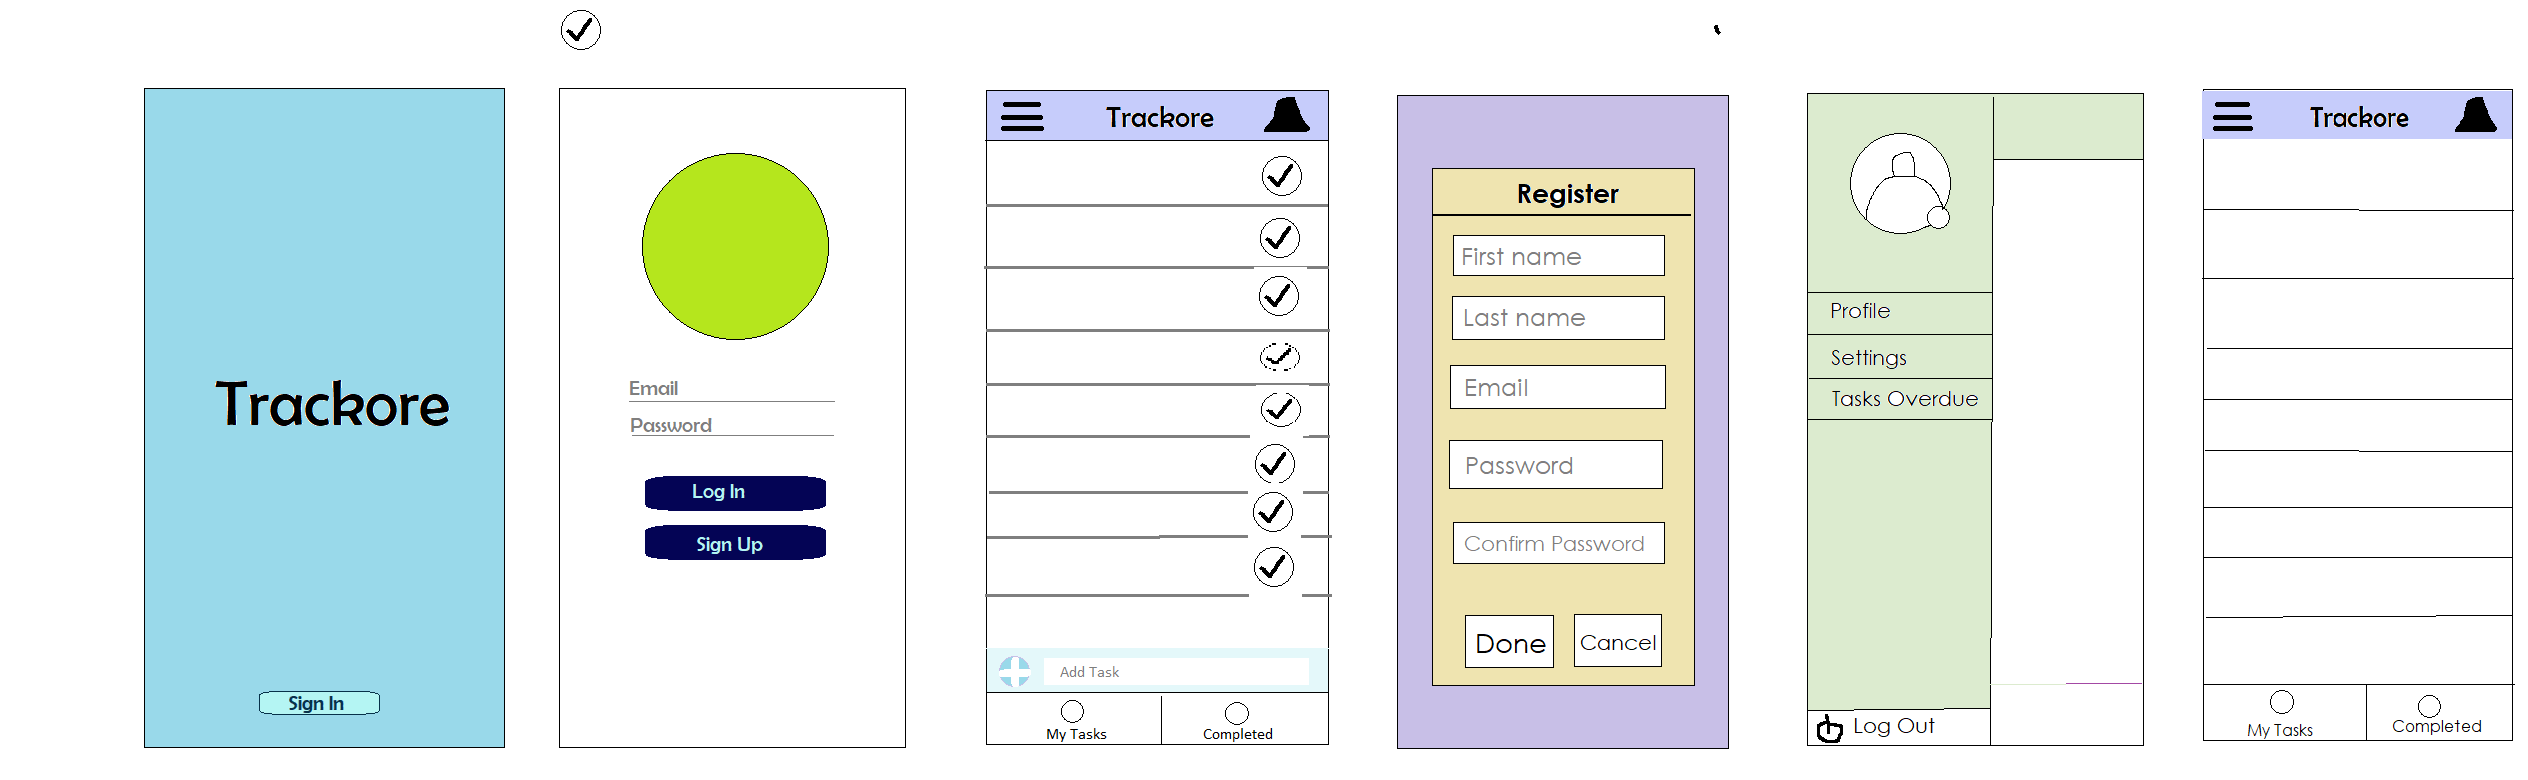 Trackore
Sign In
Email
Password
Log In
Sign Up
Trackore
Add Task
My Tasks
Completed
Register
First name
Last name
Email
Password
Confirm Password
Done
Cancel
Profile
Settings
Tasks Overdue
Log Out
Trackore
My Tasks
Completed